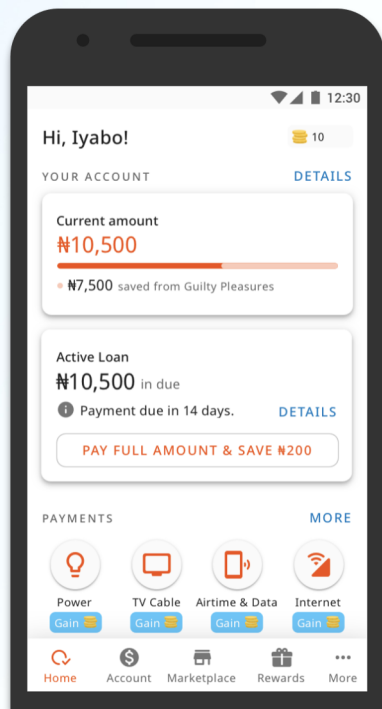 12:30
Hi, Iyabo!
10
YOUR ACCOUNT
DETAILS
Current amount
₦10,500
₦7,500 saved from Guilty Pleasures
Active Loan
₦10,500 in due
Payment due in 14 days.
DETAILS
PAY FULL AMOUNT & SAVE ₦200
PAYMENTS
MORE
Power TV Cable Airtime & Data Internet
Gain Gain Gain Gain
Home Account Marketplace Rewards More